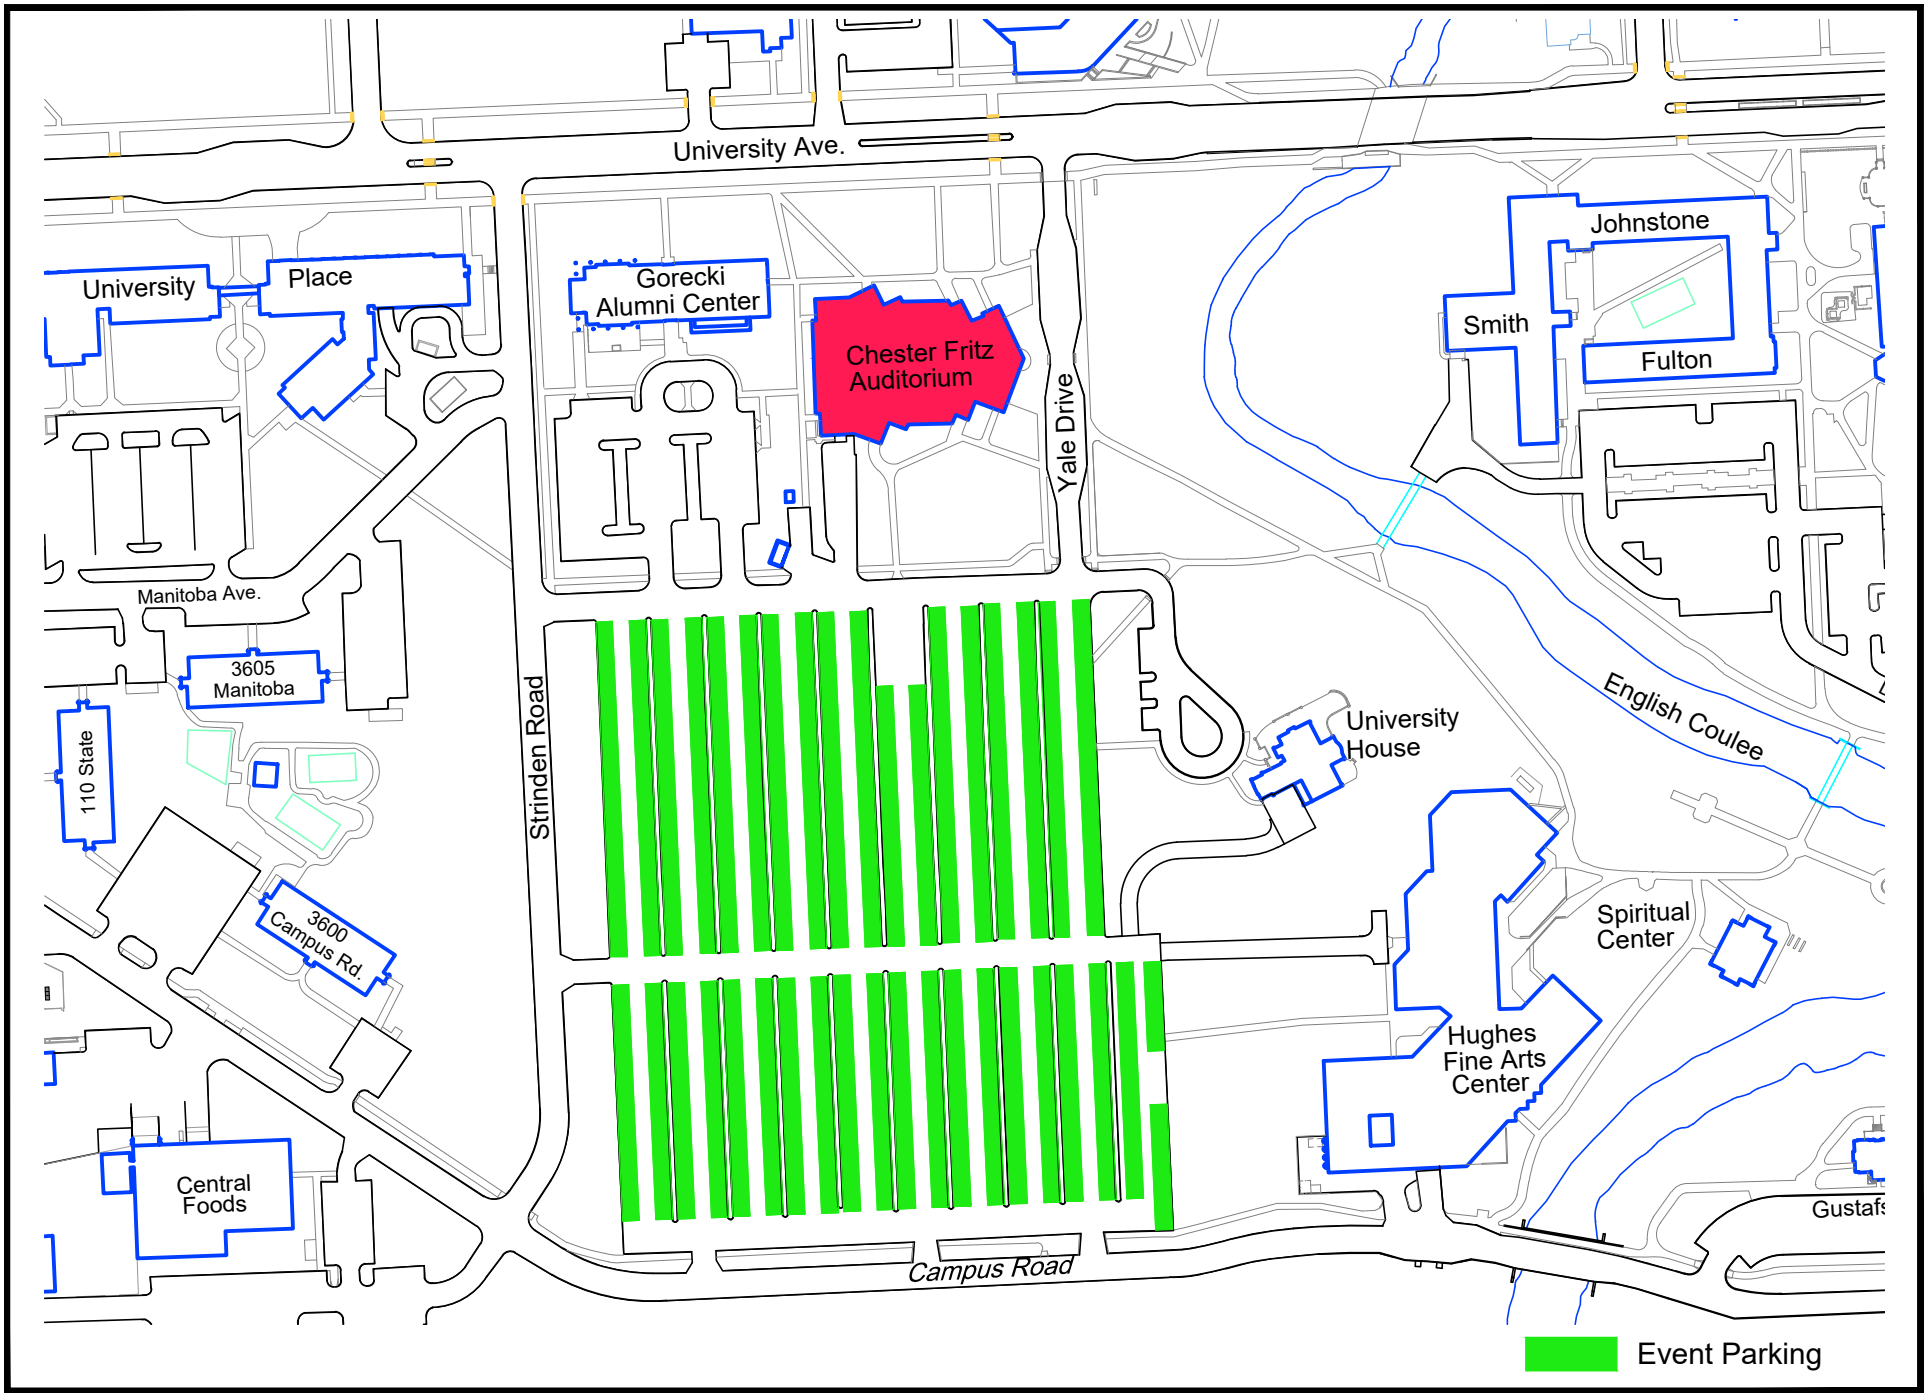 University Ave.
Johnstone
University
Place
Gorecki
Alumni Center
Smith
Chester Fritz
Auditorium
Fulton
Yale Drive
Manitoba Ave.
3605
Manitoba
English Coulee
Strinden Road
University
House
110 State
3600
Campus Rd.
Spiritual
Center
Hughes
Fine Arts
Center
Central
Foods
Gustafs
Campus Road
Event Parking